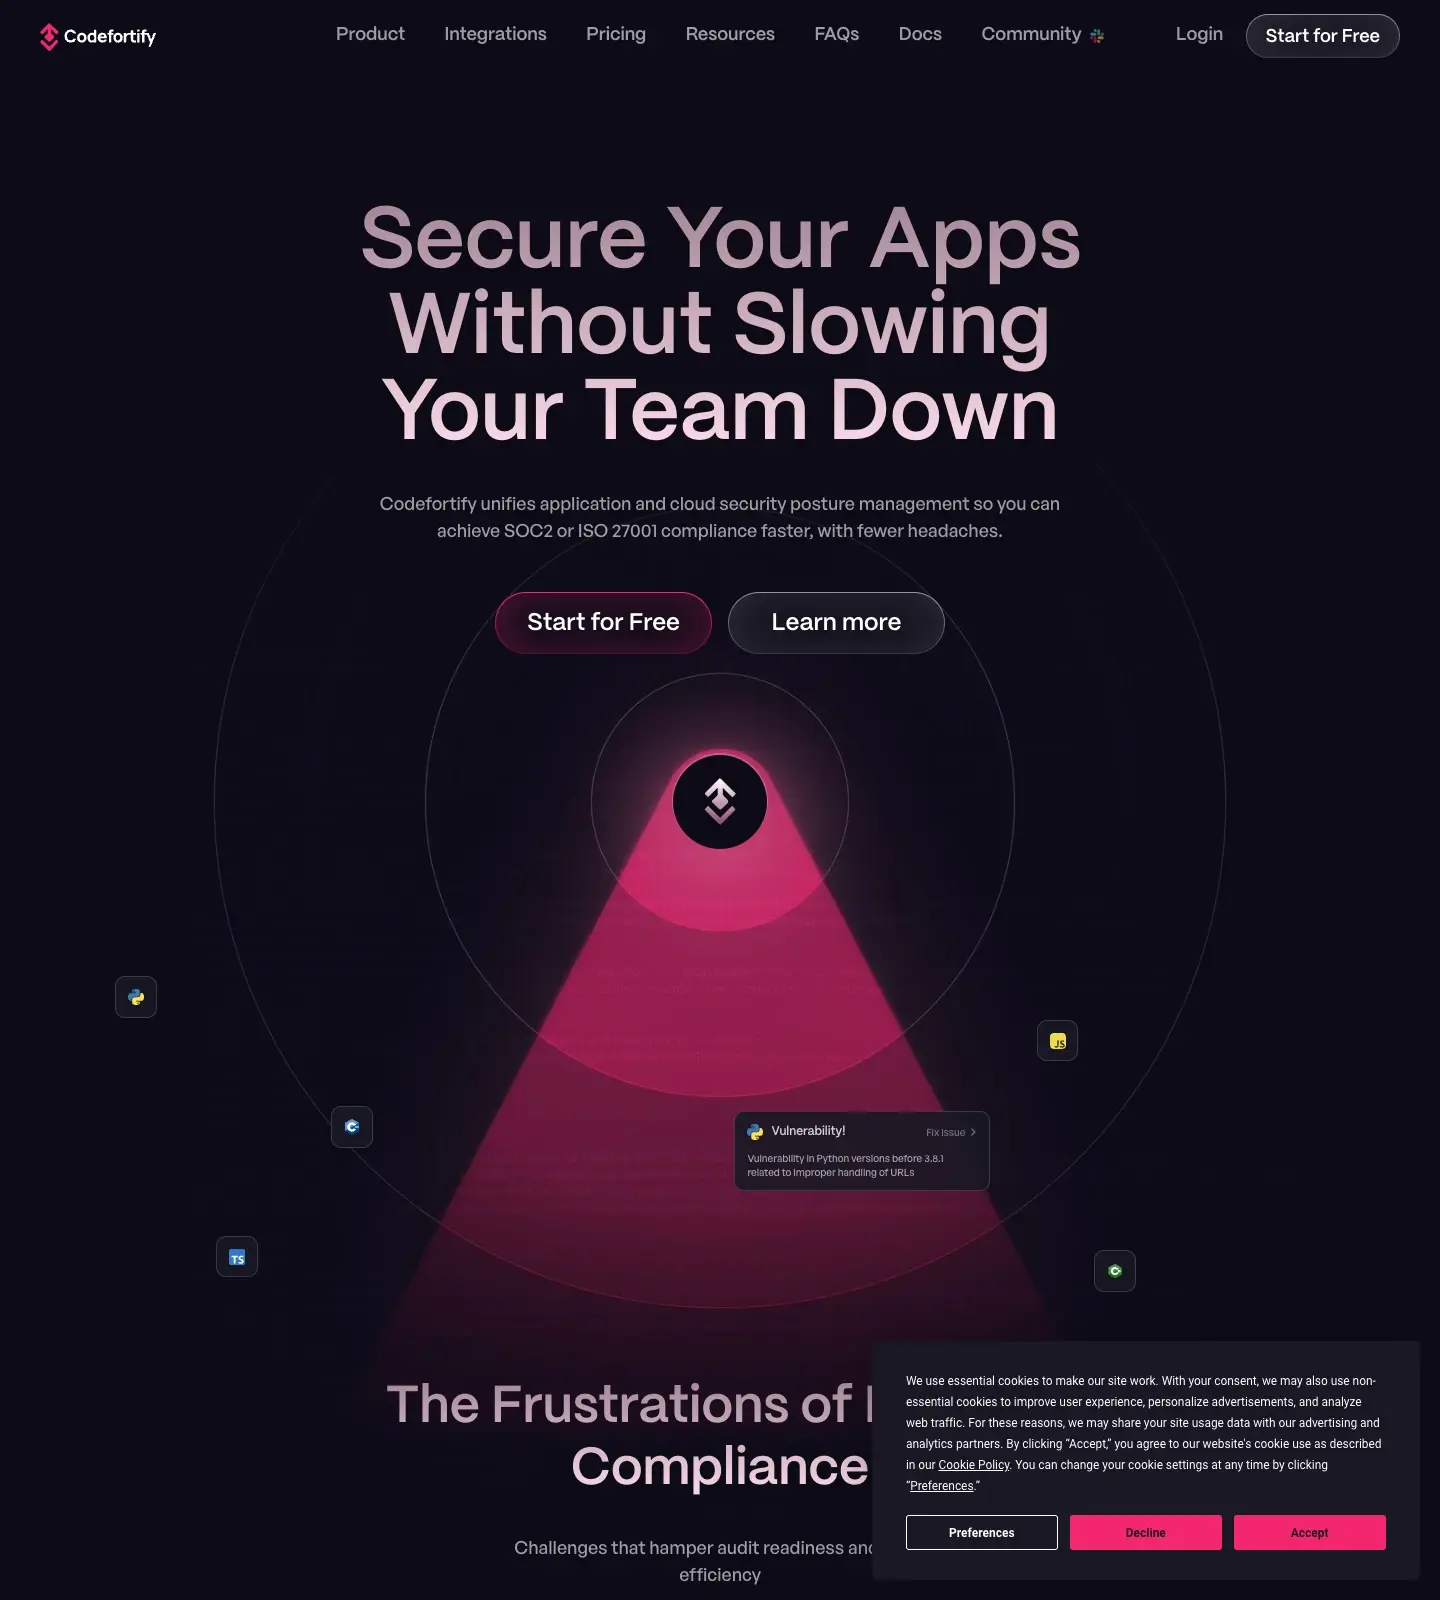 Codefortify
Product Integrations Pricing Resources FAQs Docs Community Login Start for Free
Secure Your Apps
Without Slowing
Your Team Down
Codefortify unifies application and cloud security posture management so you can
achieve SOC2 or ISO 27001 compliance faster, with fewer headaches.
Start for Free Learn more
JS
Vulnerability! Fix issue
Vulnerability in Python versions before 3.8.1
related to improper handling of URLs
TS
The Frustrations of
Compliance
Challenges that hamper audit readiness and
efficiency
We use essential cookies to make our site work. With your consent, we may also use non-
essential cookies to improve user experience, personalize advertisements, and analyze
web traffic. For these reasons, we may share your site usage data with our advertising and
analytics partners. By clicking “Accept,” you agree to our website's cookie use as described
in our Cookie Policy. You can change your cookie settings at any time by clicking
“Preferences.”
Preferences Decline Accept